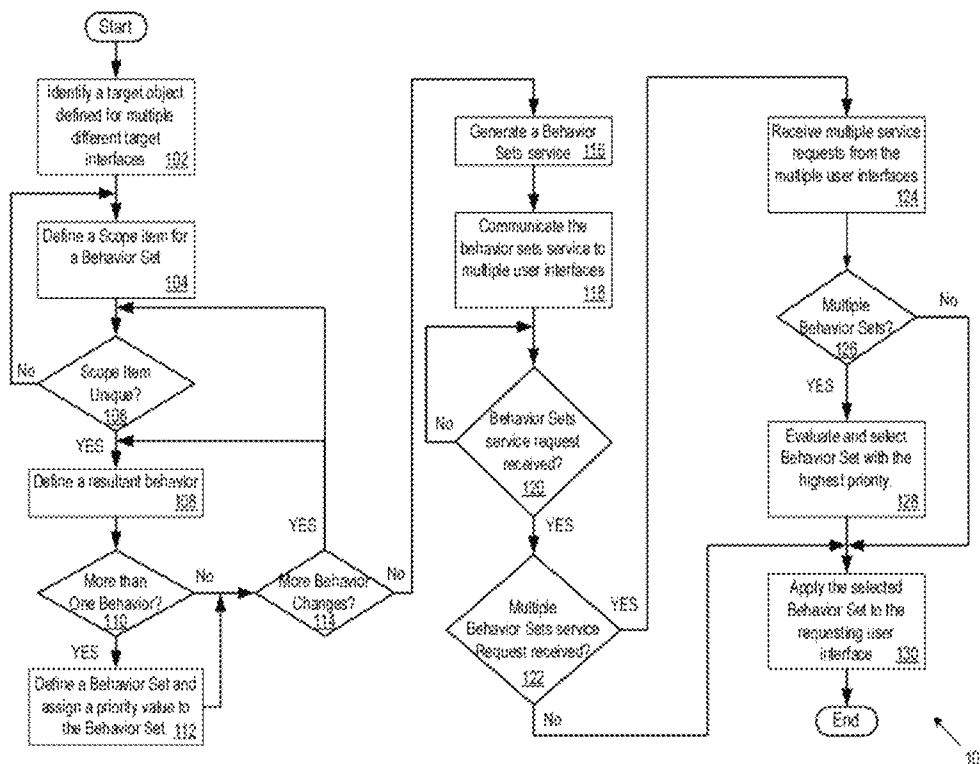 Start
Identify a target object
defined for multiple
different target
interfaces 102
Define a Scope item for
a Behavior Set
104
No
Scope Item
Unique?
YES
Define a resultant behavior
108
YES
More than
One Behavior?
110
No
More Behavior
Changes?
114
No
YES
Define a Behavior Set and
assign a priority value to
the Behavior Set. 112
Generate a Behavior
Sets service 116
Communicate the
behavior sets service to
multiple user interfaces
118
No
Behavior Sets
service request
received?
120
YES
Multiple
Behavior Sets service
Request received?
122
YES
No
Receive multiple service
requests from the
multiple user interfaces
124
Multiple
Behavior Sets?
126
No
YES
Evaluate and select
Behavior Set with the
highest priority.
128
Apply the selected
Behavior Set to the
requesting user
interface
130
End